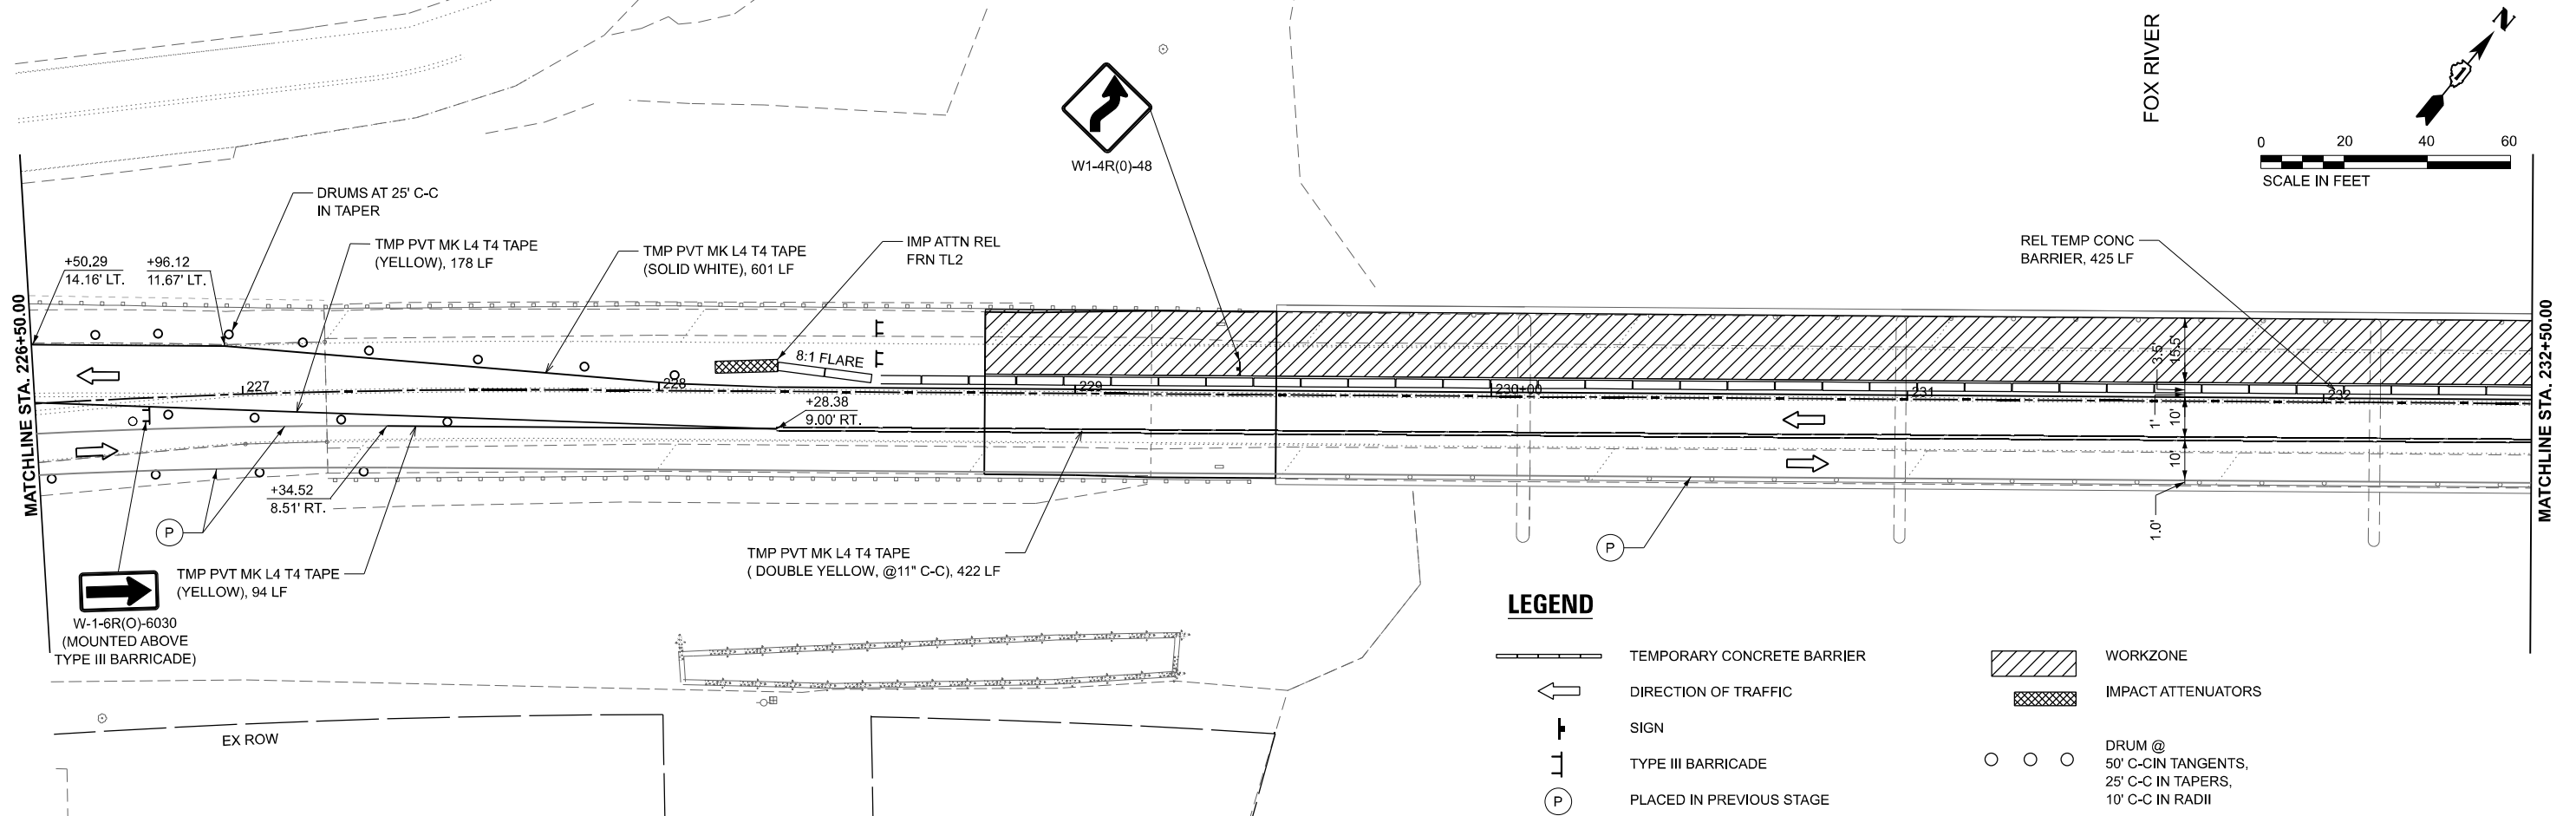 FOX RIVER
N
0 20 40 60
SCALE IN FEET
W1-4R(0)-48
DRUMS AT 25' C-C
IN TAPER
TMP PVT MK L4 T4 TAPE
(YELLOW), 178 LF
TMP PVT MK L4 T4 TAPE
(SOLID WHITE), 601 LF
IMP ATTN REL
FRN TL2
REL TEMP CONC
BARRIER, 425 LF
+50.29
14.16' LT.
+96.12
11.67' LT.
MATCHLINE STA. 226+50.00
MATCHLINE STA. 232+50.00
8:1 FLARE
227
228
229
230+00
231
232
3.5'
15.5'
1'
10'
10'
1.0'
+28.38
9.00' RT.
+34.52
8.51' RT.
P
P
TMP PVT MK L4 T4 TAPE
( DOUBLE YELLOW, @11" C-C), 422 LF
TMP PVT MK L4 T4 TAPE
(YELLOW), 94 LF
W-1-6R(O)-6030
(MOUNTED ABOVE
TYPE III BARRICADE)
EX ROW
LEGEND
TEMPORARY CONCRETE BARRIER
DIRECTION OF TRAFFIC
SIGN
TYPE III BARRICADE
P PLACED IN PREVIOUS STAGE
WORKZONE
IMPACT ATTENUATORS
DRUM @
50' C-CIN TANGENTS,
25' C-C IN TAPERS,
10' C-C IN RADII